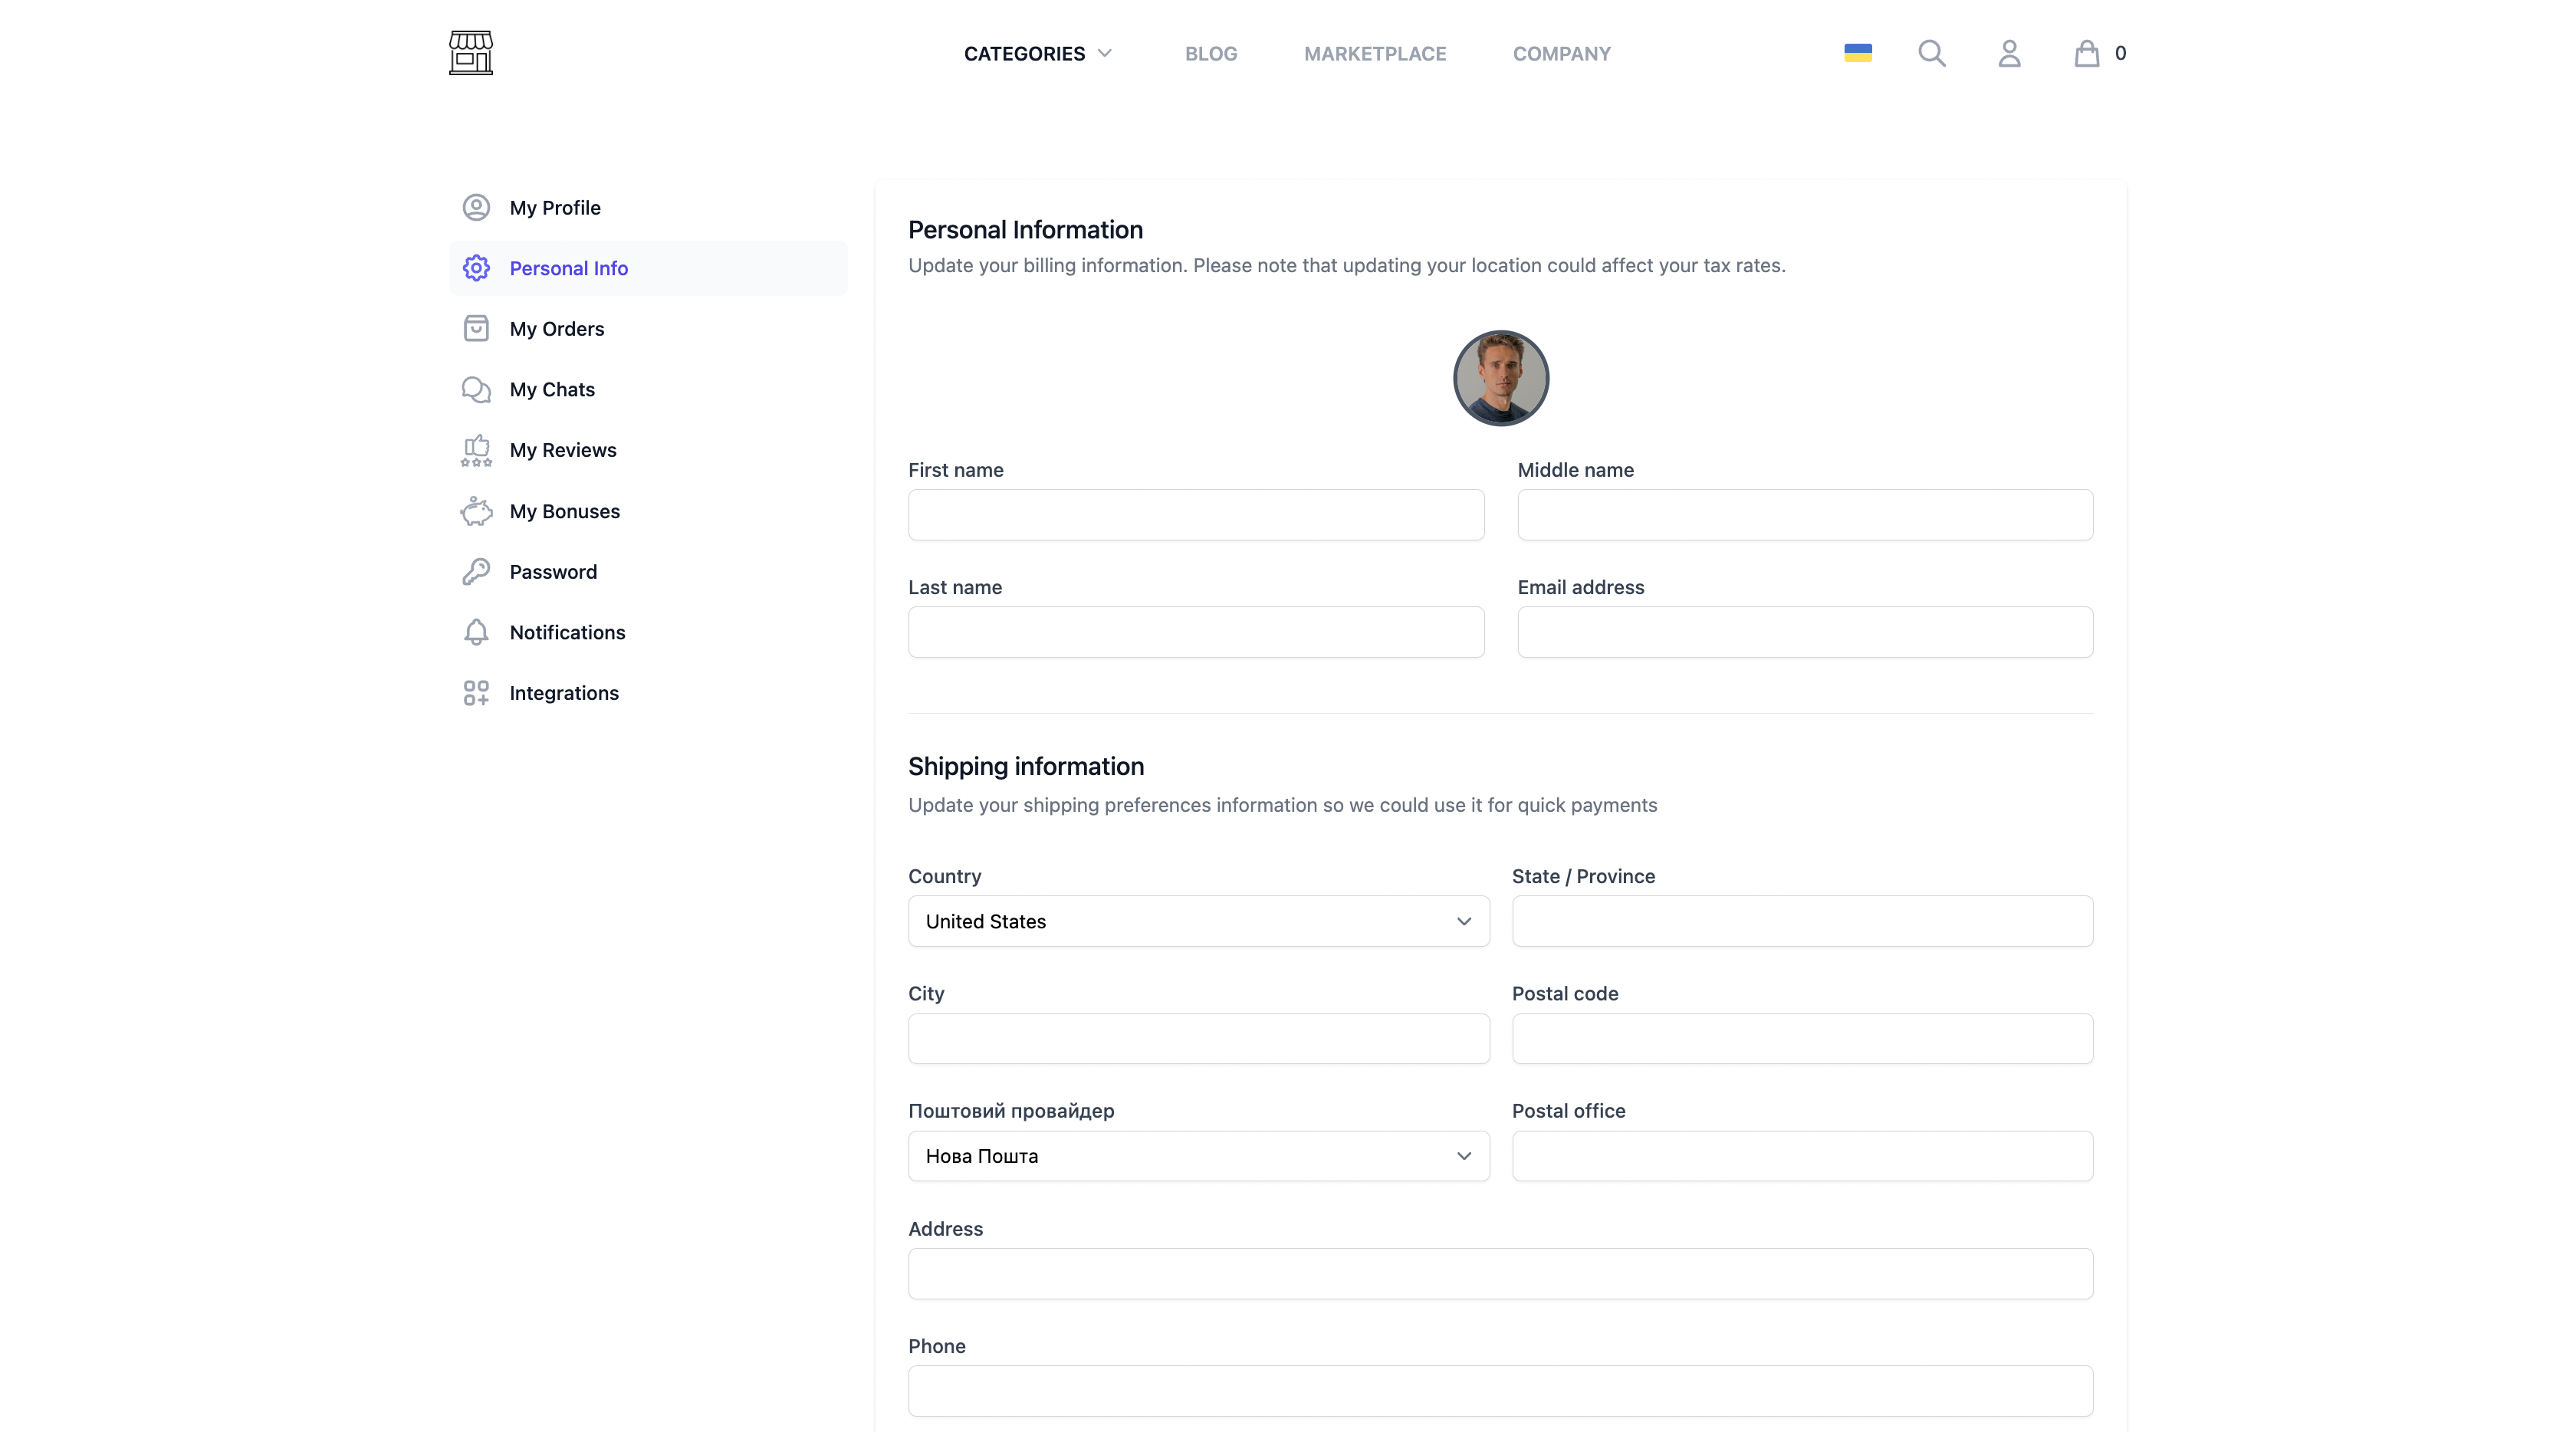 CATEGORIES
BLOG
MARKETPLACE
COMPANY
0
My Profile
Personal Info
My Orders
My Chats
My Reviews
My Bonuses
Password
Notifications
Integrations
Personal Information
Update your billing information. Please note that updating your location could affect your tax rates.
First name
Middle name
Last name
Email address
Shipping information
Update your shipping preferences information so we could use it for quick payments
Country
State / Province
United States
City
Postal code
Поштовий провайдер
Postal office
Нова Пошта
Address
Phone